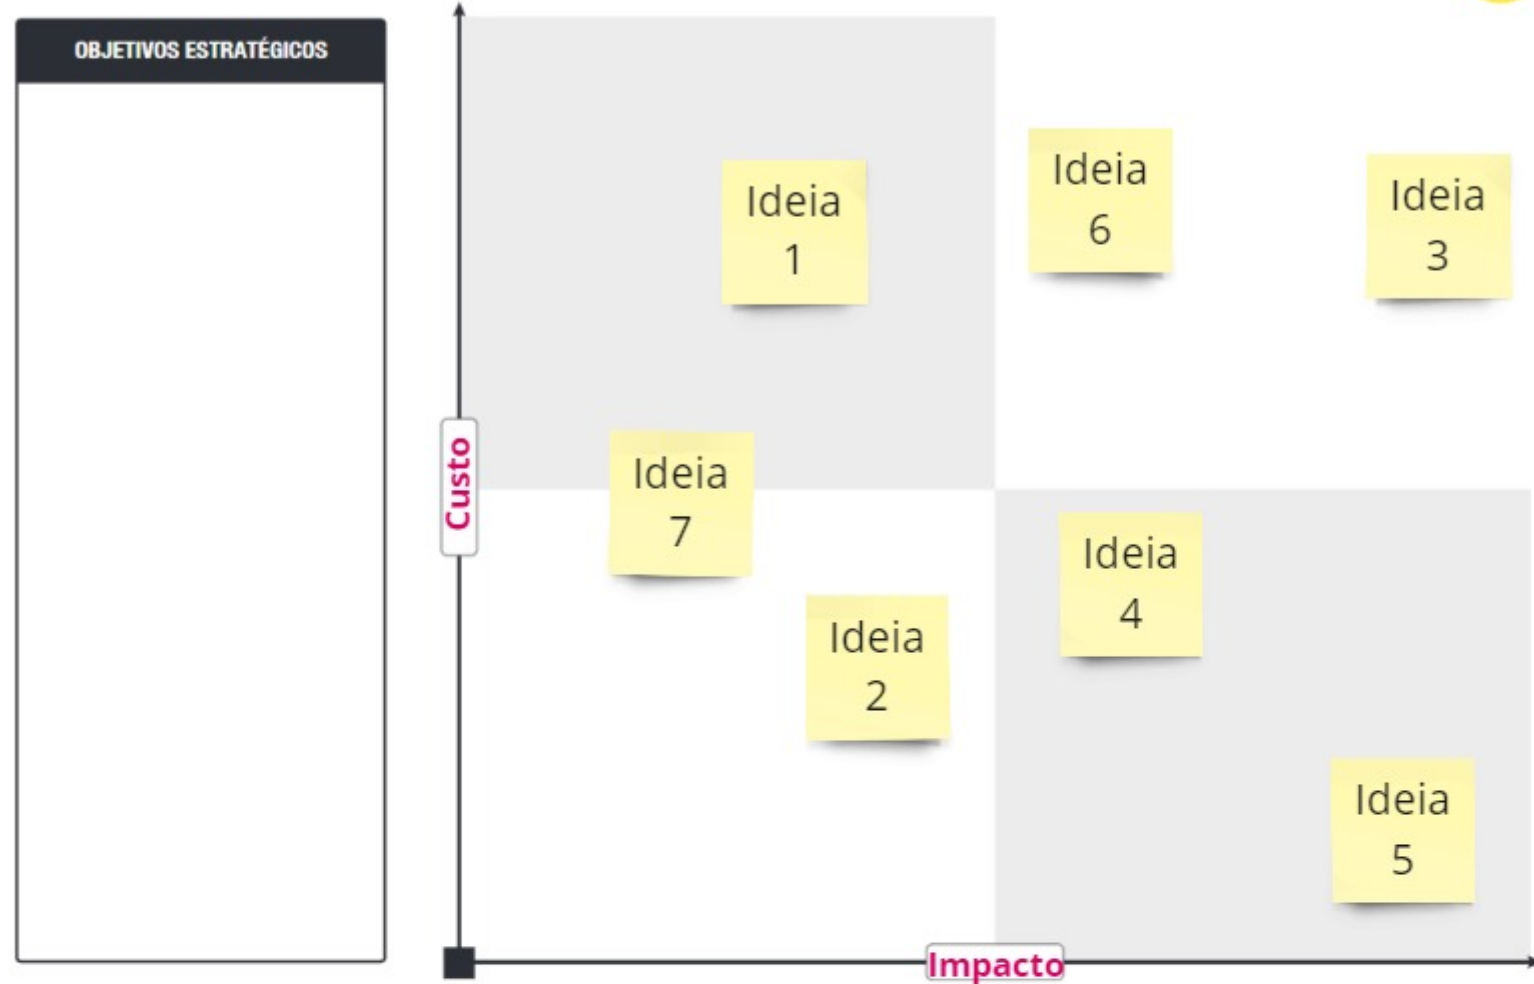 OBJETIVOS ESTRATÉGICOS
Ideia
1
Ideia
6
Ideia
3
Custo
Ideia
7
Ideia
4
Ideia
2
Ideia
5
Impacto